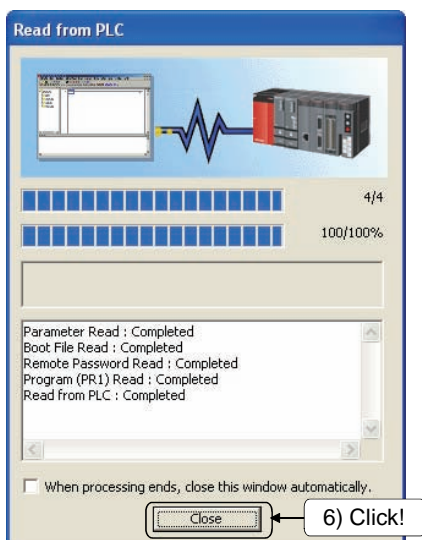 Read from PLC
4/4
100/100%
Parameter Read : Completed
Boot File Read : Completed
Remote Password Read : Completed
Program (PR1) Read : Completed
Read from PLC : Completed
When processing ends, close this window automatically.
Close
6) Click!